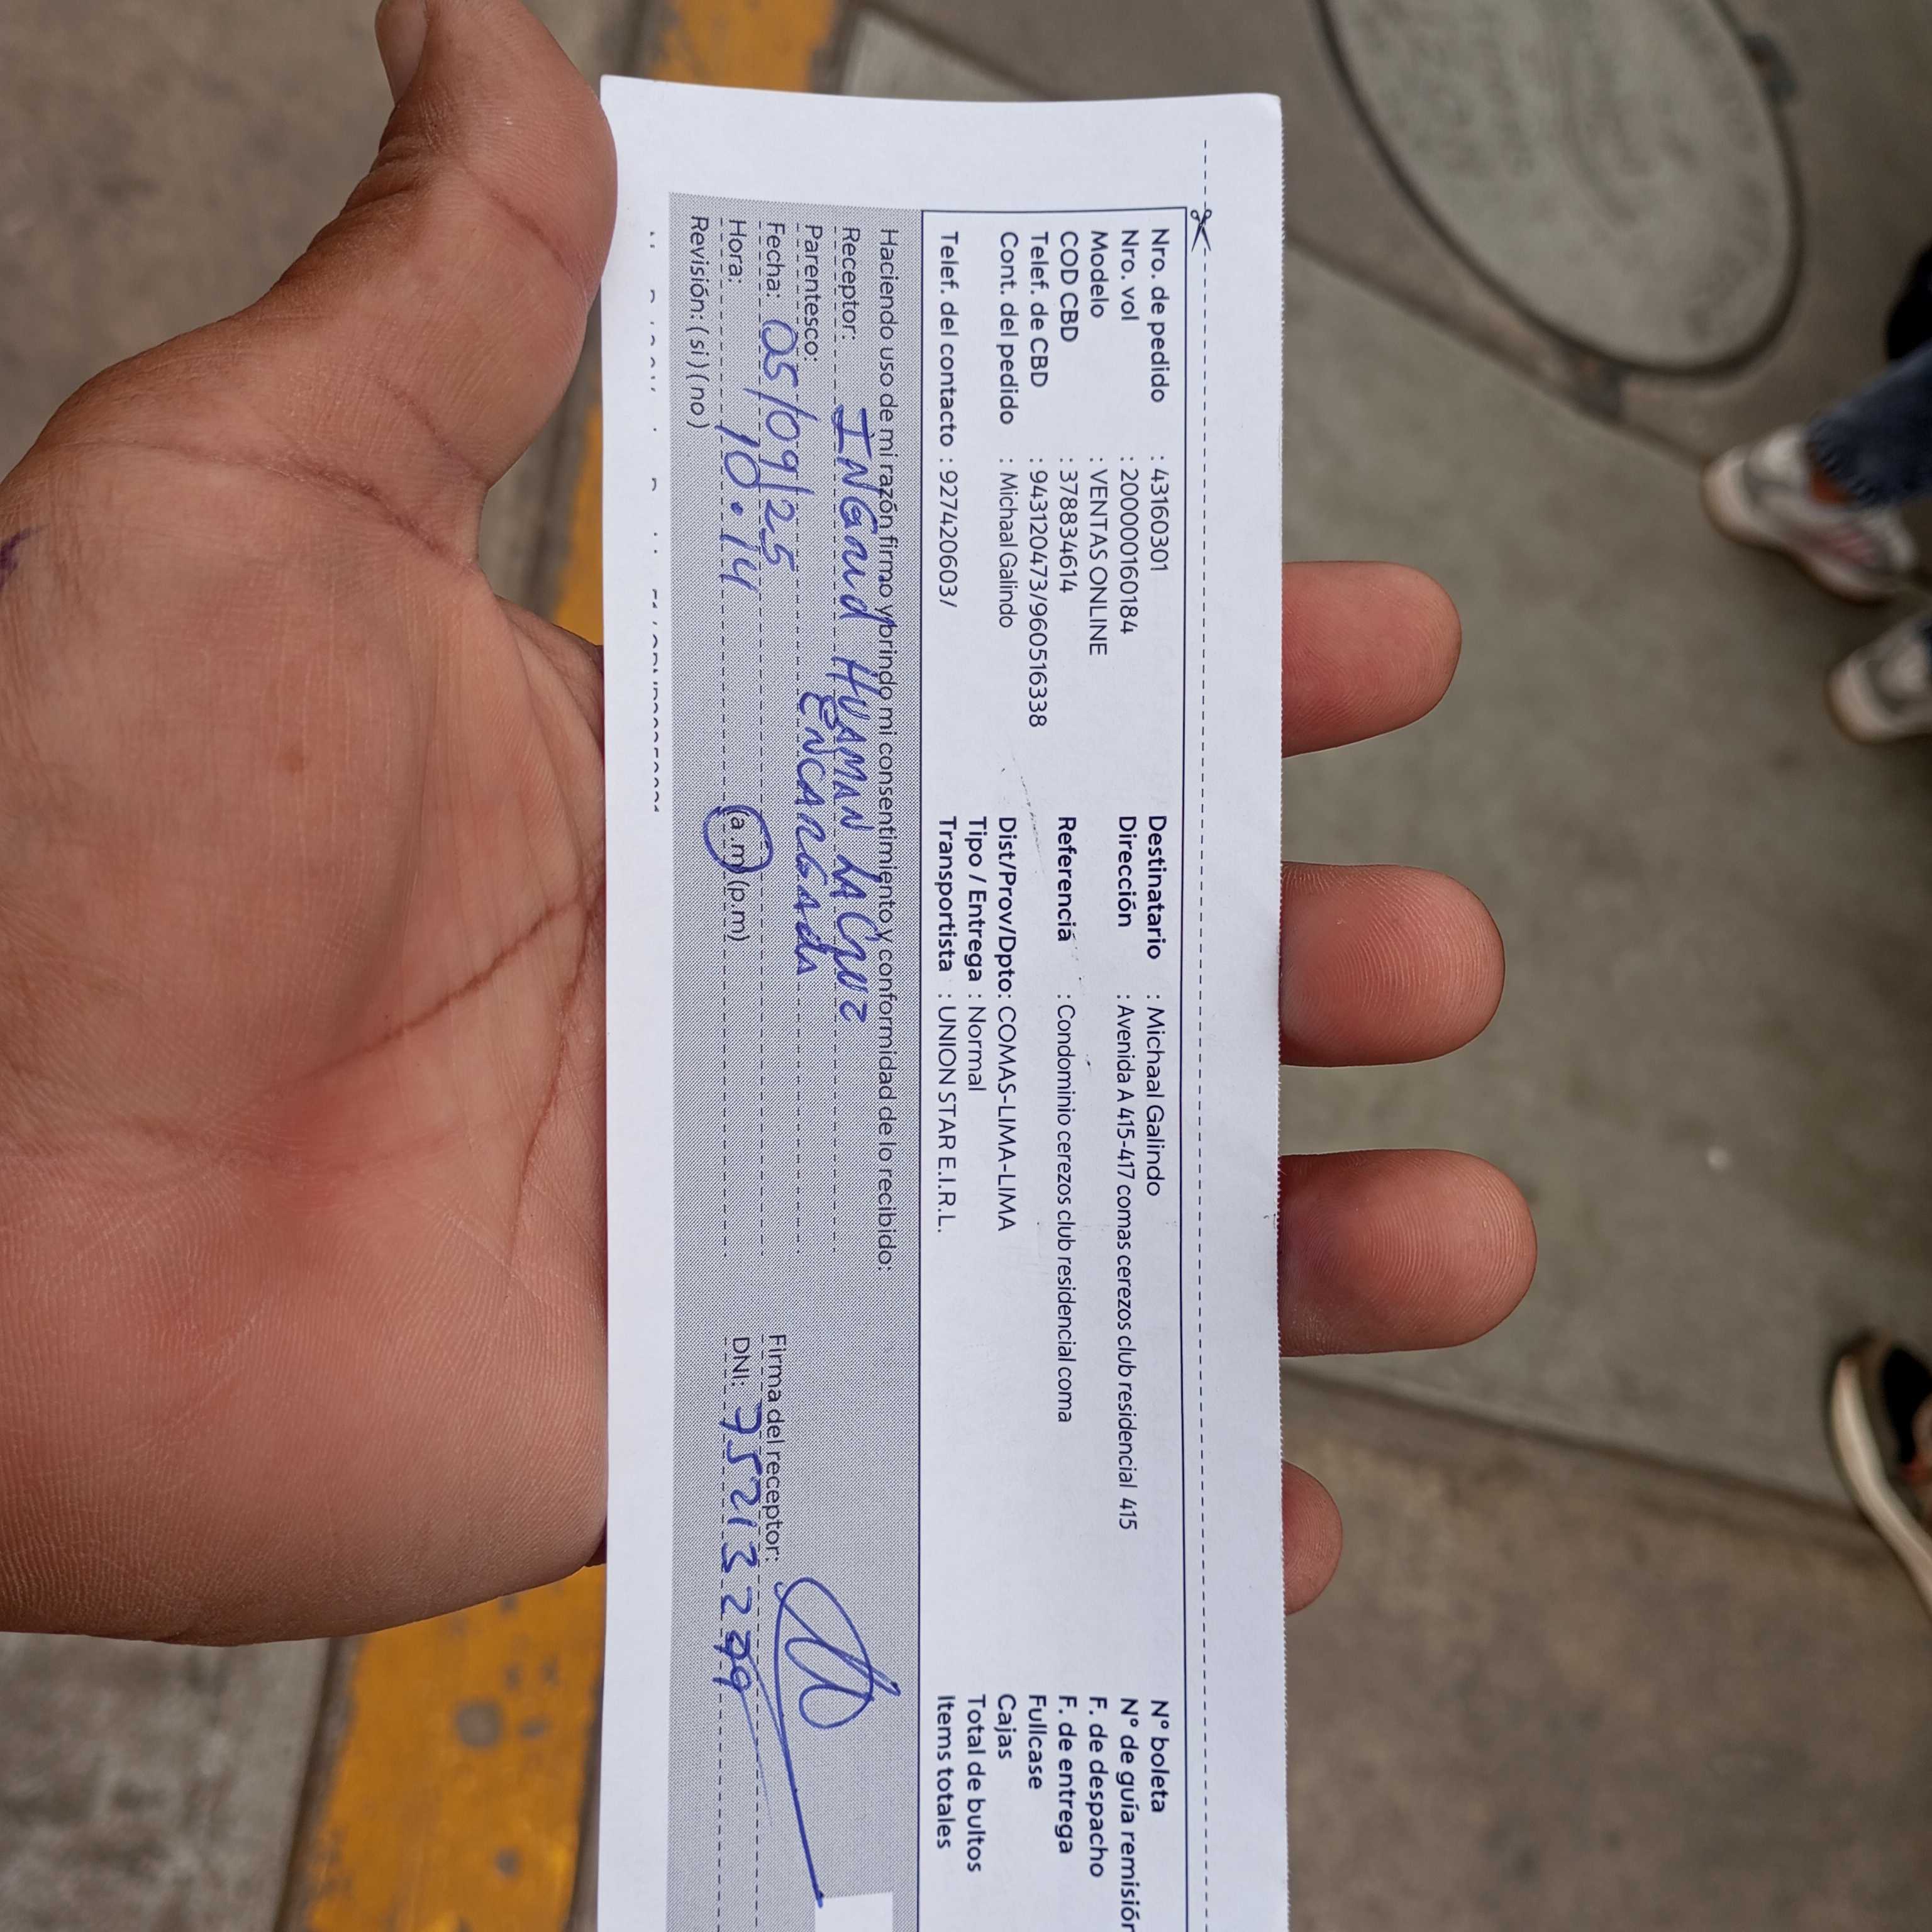 Nro. de pedido : 43160301
Nro. vol : 2000000160184
Modelo : VENTAS ONLINE
COD CBD : 378834614
Telef. de CBD : 943120473/960516338
Cont. del pedido : Michaal Galindo
Telef. del contacto : 927420603/
Destinatario : Michaal Galindo
Dirección : Avenida A 415-417 comas cerezos club residencial 415
Referencia : Condominio cerezos club residencial coma
Dist/Prov/Dpto: COMAS-LIMA-LIMA
Tipo / Entrega : Normal
Transportista : UNION STAR E.I.R.L.
N° boleta
N° de guía remisión
F. de despacho
F. de entrega
Fullcase
Cajas
Total de bultos
Items totales
Haciendo uso de mi razón firmo y brindo mi consentimiento y conformidad de lo recibido:
Receptor: INGRID HUAMAN LA CRUZ
Parentesco: ENCARGADA
Fecha: 05/09/25
Hora: 10:14 (a.m) (p.m)
Revisión: (si) (no)
Firma del receptor:
DNI: